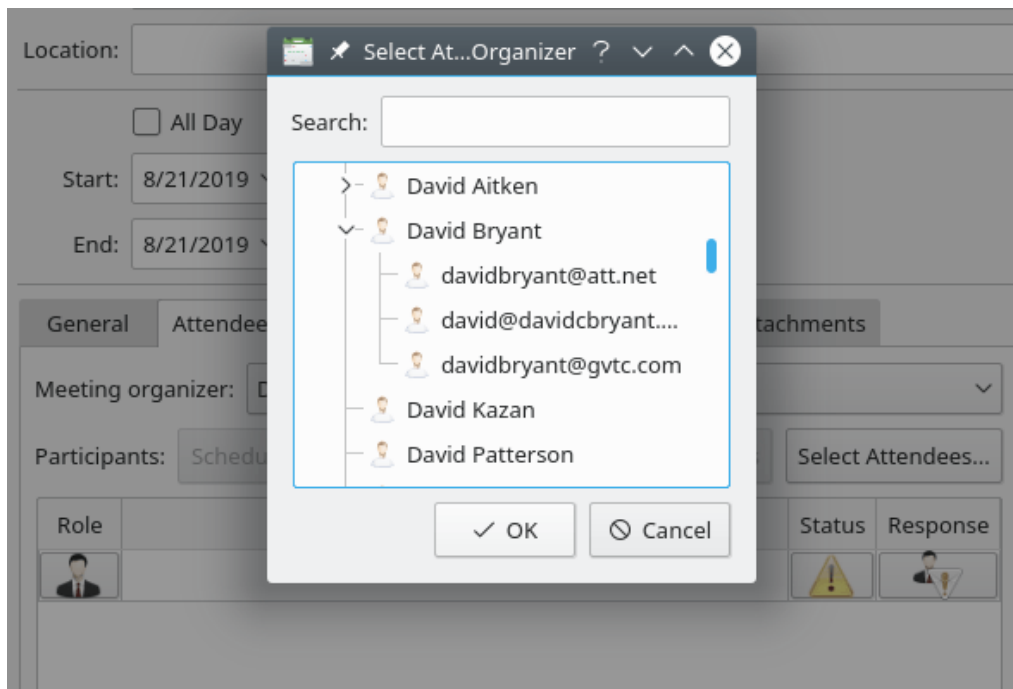 Select At...Organizer
Location:
Search:
All Day
David Aitken
Start: 8/21/2019
David Bryant
End: 8/21/2019
davidbryant@att.net
david@davidcbryant....
General Attendee tachments
davidbryant@gvtc.com
Meeting organizer: D
David Kazan
Participants: Schedu s Select Attendees...
David Patterson
OK Cancel
Role Status Response